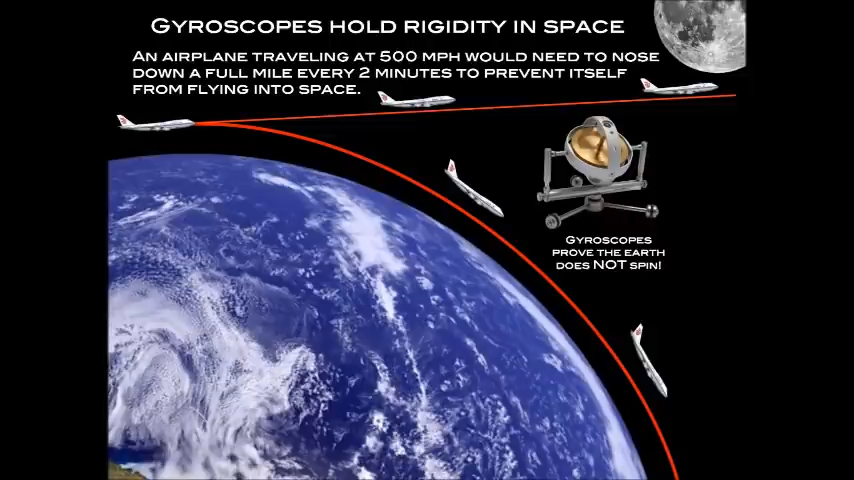 Gyroscopes hold rigidity in space
An airplane traveling at 500 mph would need to nose
down a full mile every 2 minutes to prevent itself
from flying into space.
Gyroscopes
prove the earth
does NOT spin!